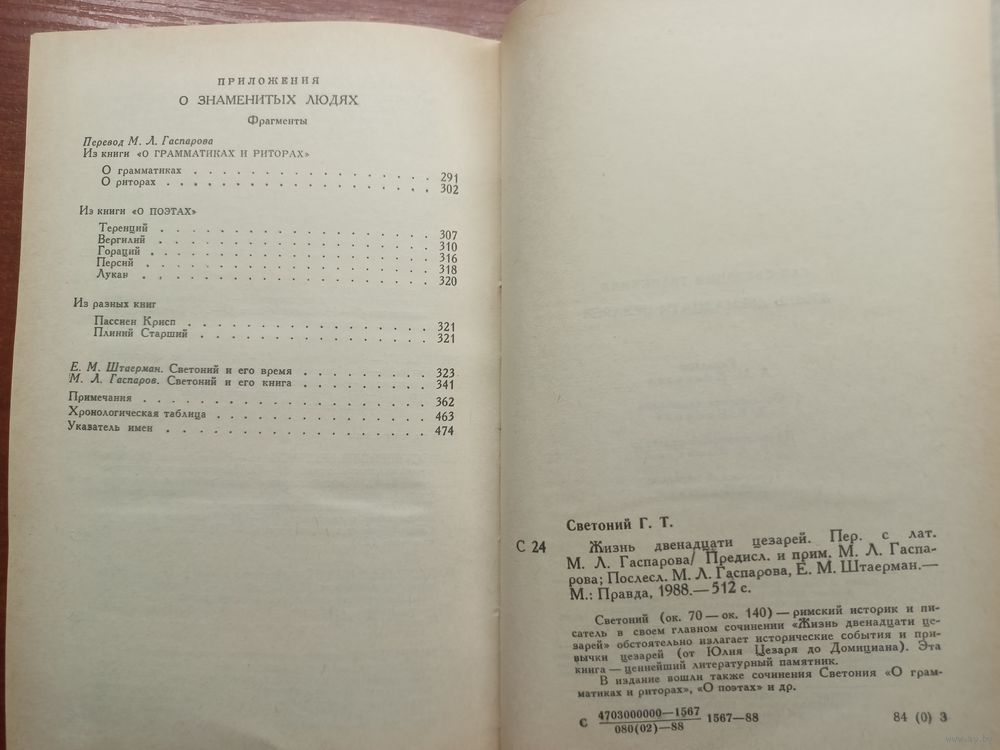 ПРИЛОЖЕНИЯ
О ЗНАМЕНИТЫХ ЛЮДЯХ
Фрагменты
Перевод М. Л. Гаспарова
Из книги «О ГРАММАТИКАХ И РИТОРАХ»
О грамматиках . . . . . . . . . . . . . . . . 291
О риторах . . . . . . . . . . . . . . . . . . 302
Из книги «О ПОЭТАХ»
Теренций . . . . . . . . . . . . . . . . . 307
Вергилий . . . . . . . . . . . . . . . . . 310
Гораций . . . . . . . . . . . . . . . . . . 316
Персий . . . . . . . . . . . . . . . . . . 318
Лукан . . . . . . . . . . . . . . . . . . . 320
Из разных книг
Пассиен Крисп . . . . . . . . . . . . . . . 321
Плиний Старший . . . . . . . . . . . . . . 321
Е. М. Штаерман. Светоний и его время . . . . . . . . 323
М. Л. Гаспаров. Светоний и его книга . . . . . . . . 341
Примечания . . . . . . . . . . . . . . . . . . 362
Хронологическая таблица . . . . . . . . . . . . . 463
Указатель имен . . . . . . . . . . . . . . . . 474
Светоний Г. Т.
С 24 Жизнь двенадцати цезарей. Пер. с лат.
М. Л. Гаспарова/ Предисл. и прим. М. Л. Гаспа-
рова; Послесл. М. Л. Гаспарова, Е. М. Штаерман.—
М.: Правда, 1988.—512 с.
Светоний (ок. 70 — ок. 140) — римский историк и пи-
сатель в своем главном сочинении «Жизнь двенадцати це-
зарей» обстоятельно излагает исторические события и при-
вычки цезарей (от Юлия Цезаря до Домициана). Эта
книга — ценнейший литературный памятник.
В издание вошли также сочинения Светония «О грам-
матиках и риторах», «О поэтах» и др.
С 4703000000—1567 1567—88 84 (0) 3
080(02)—88